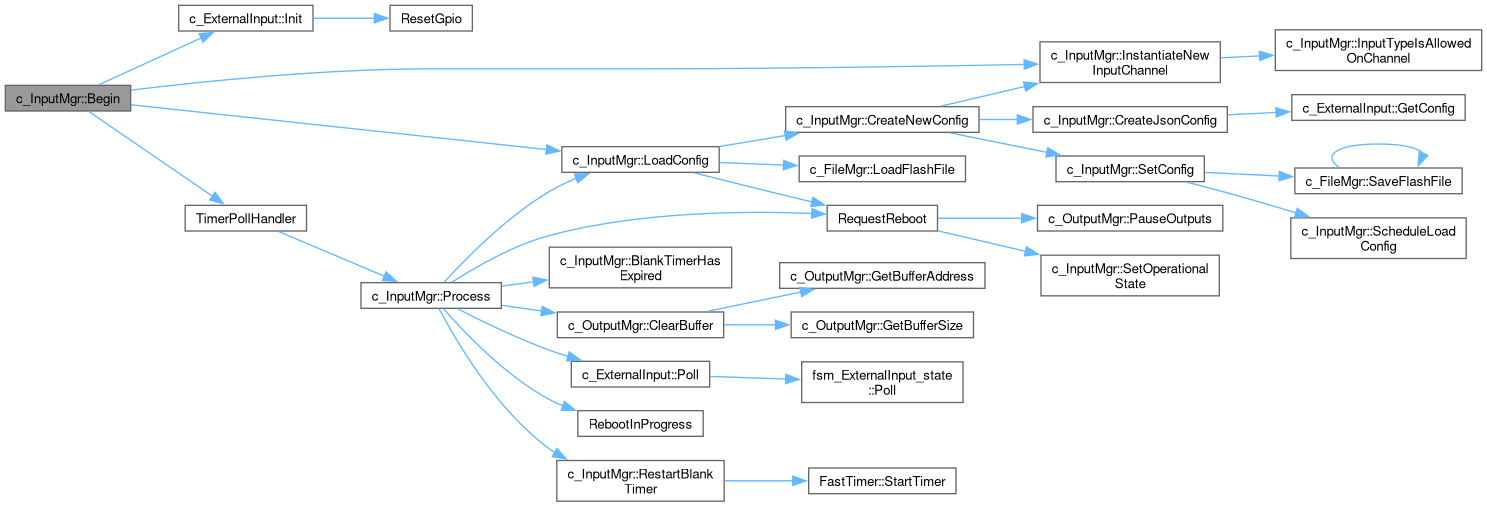 c_InputMgr::Begin
c_ExternalInput::Init
ResetGpio
TimerPollHandler
c_InputMgr::Process
c_InputMgr::LoadConfig
c_InputMgr::CreateNewConfig
c_InputMgr::InstantiateNew
InputChannel
c_InputMgr::InputTypeIsAllowed
OnChannel
c_InputMgr::CreateJsonConfig
c_ExternalInput::GetConfig
c_InputMgr::SetConfig
c_FileMgr::SaveFlashFile
c_InputMgr::ScheduleLoad
Config
c_FileMgr::LoadFlashFile
RequestReboot
c_OutputMgr::PauseOutputs
c_InputMgr::SetOperational
State
c_InputMgr::BlankTimerHas
Expired
c_OutputMgr::ClearBuffer
c_OutputMgr::GetBufferAddress
c_OutputMgr::GetBufferSize
c_ExternalInput::Poll
fsm_ExternalInput_state
::Poll
RebootInProgress
c_InputMgr::RestartBlank
Timer
FastTimer::StartTimer